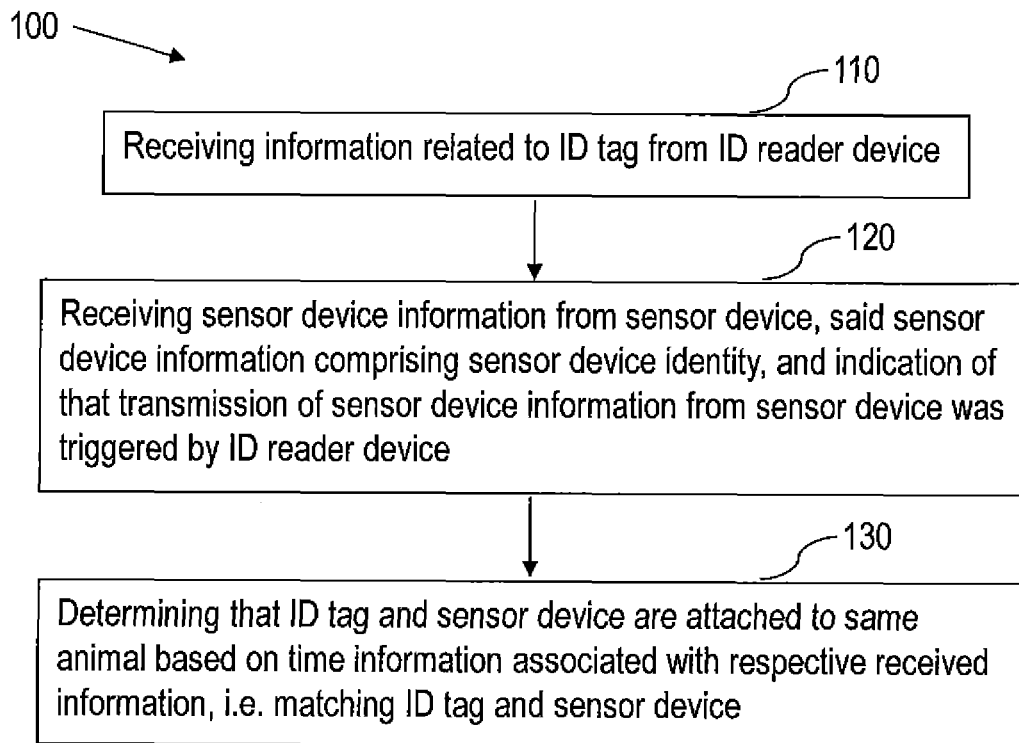 100
110
Receiving information related to ID tag from ID reader device
120
Receiving sensor device information from sensor device, said sensor
device information comprising sensor device identity, and indication of
that transmission of sensor device information from sensor device was
triggered by ID reader device
130
Determining that ID tag and sensor device are attached to same
animal based on time information associated with respective received
information, i.e. matching ID tag and sensor device